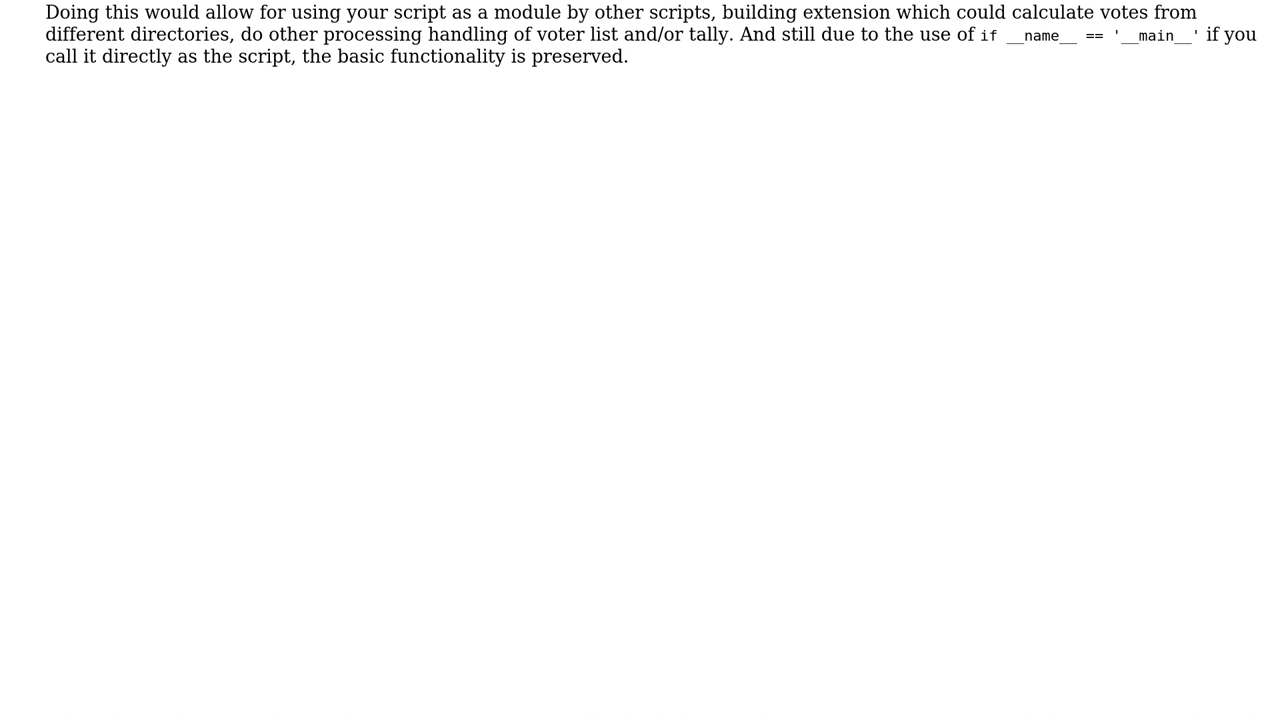 Doing this would allow for using your script as a module by other scripts, building extension which could calculate votes from
different directories, do other processing handling of voter list and/or tally. And still due to the use of if __name__ == '__main__' if you
call it directly as the script, the basic functionality is preserved.